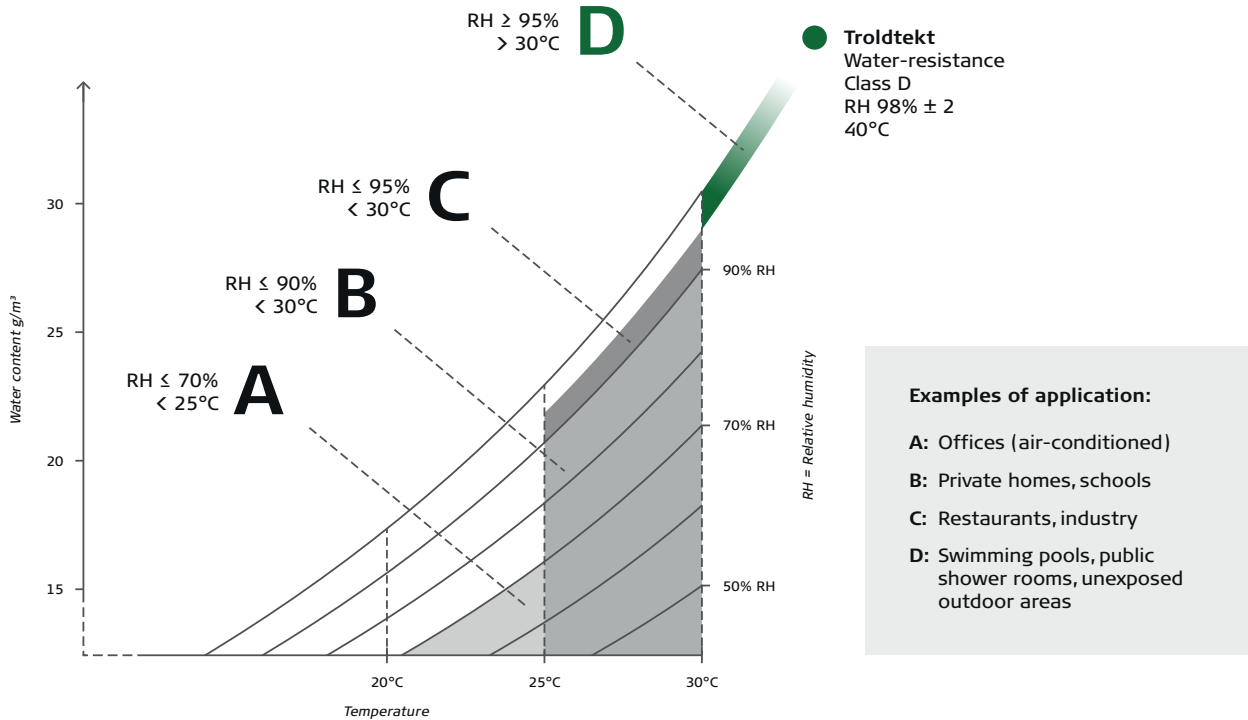 RH ≥ 95%
> 30°C
D
Troldtekt
Water-resistance
Class D
RH 98% ± 2
40°C
RH ≤ 95%
< 30°C
C
RH ≤ 90%
< 30°C
B
RH ≤ 70%
< 25°C
A
Water content g/m³
30
25
20
15
90% RH
70% RH
50% RH
RH = Relative humidity
20°C
25°C
30°C
Temperature
Examples of application:
A: Offices (air-conditioned)
B: Private homes, schools
C: Restaurants, industry
D: Swimming pools, public
shower rooms, unexposed
outdoor areas